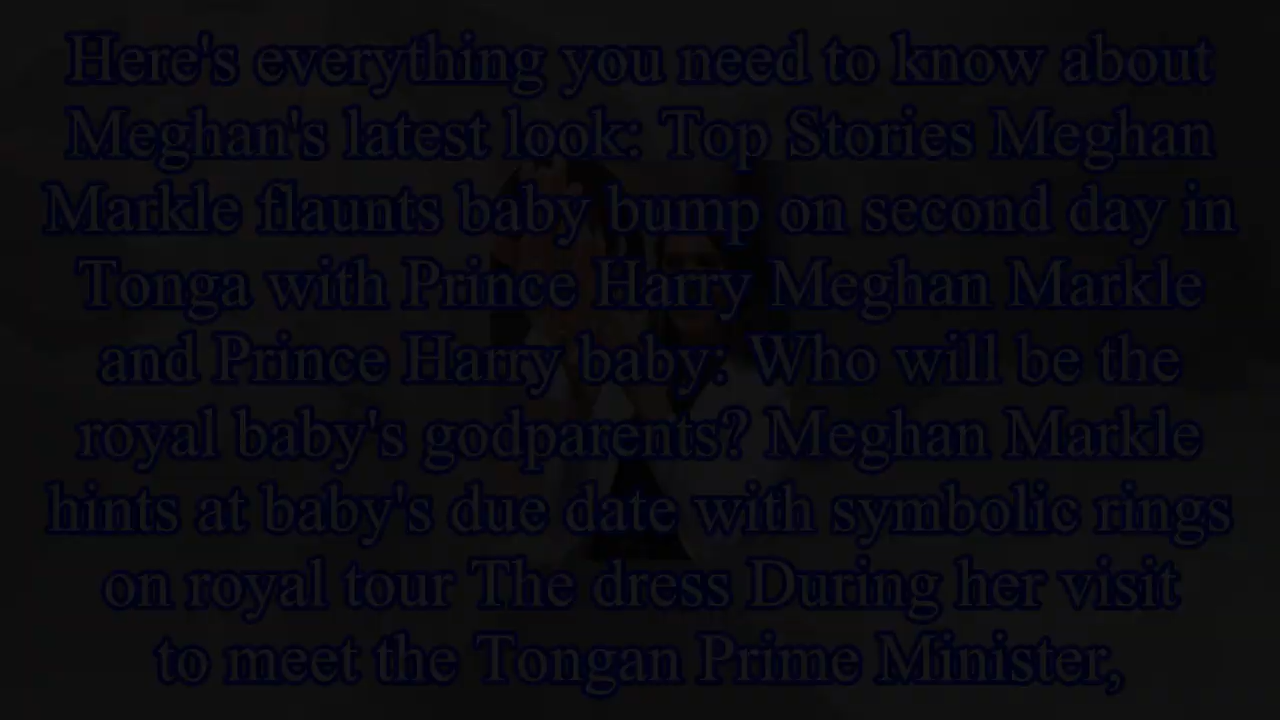 Here's everything you need to know about
Meghan's latest look: Top Stories Meghan
Markle flaunts baby bump on second day in
Tonga with Prince Harry Meghan Markle
and Prince Harry baby: Who will be the
royal baby's godparents? Meghan Markle
hints at baby's due date with symbolic rings
on royal tour The dress During her visit
to meet the Tongan Prime Minister,